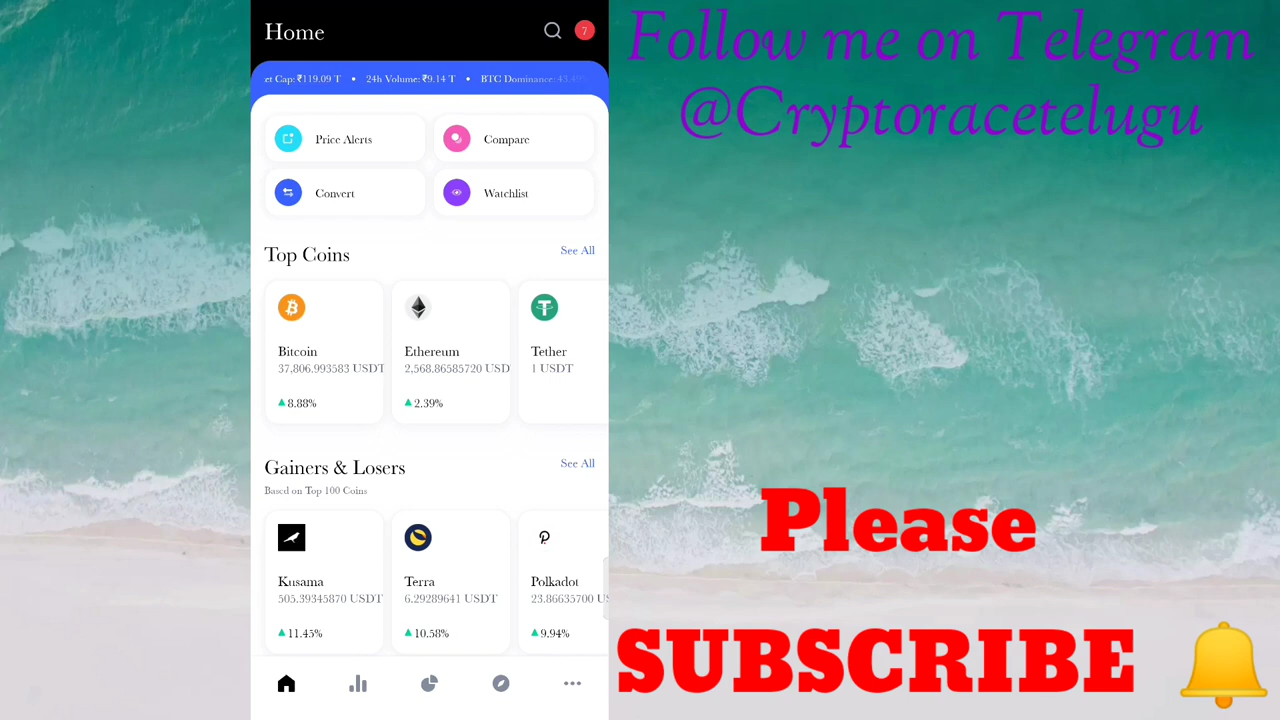 Home
7
et Cap: ₹119.09 T • 24h Volume: ₹9.14 T • BTC Dominance: 43.49%
Price Alerts
Compare
Convert
Watchlist
Top Coins
See All
Bitcoin
37,806.993583 USDT
8.88%
Ethereum
2,568.86585720 USD
2.39%
Tether
1 USDT
Gainers & Losers
See All
Based on Top 100 Coins
Kusama
505.39345870 USDT
11.45%
Terra
6.29289641 USDT
10.58%
Polkadot
23.86635700 US
9.94%
Follow me on Telegram
@Cryptoracetelugu
Please
SUBSCRIBE